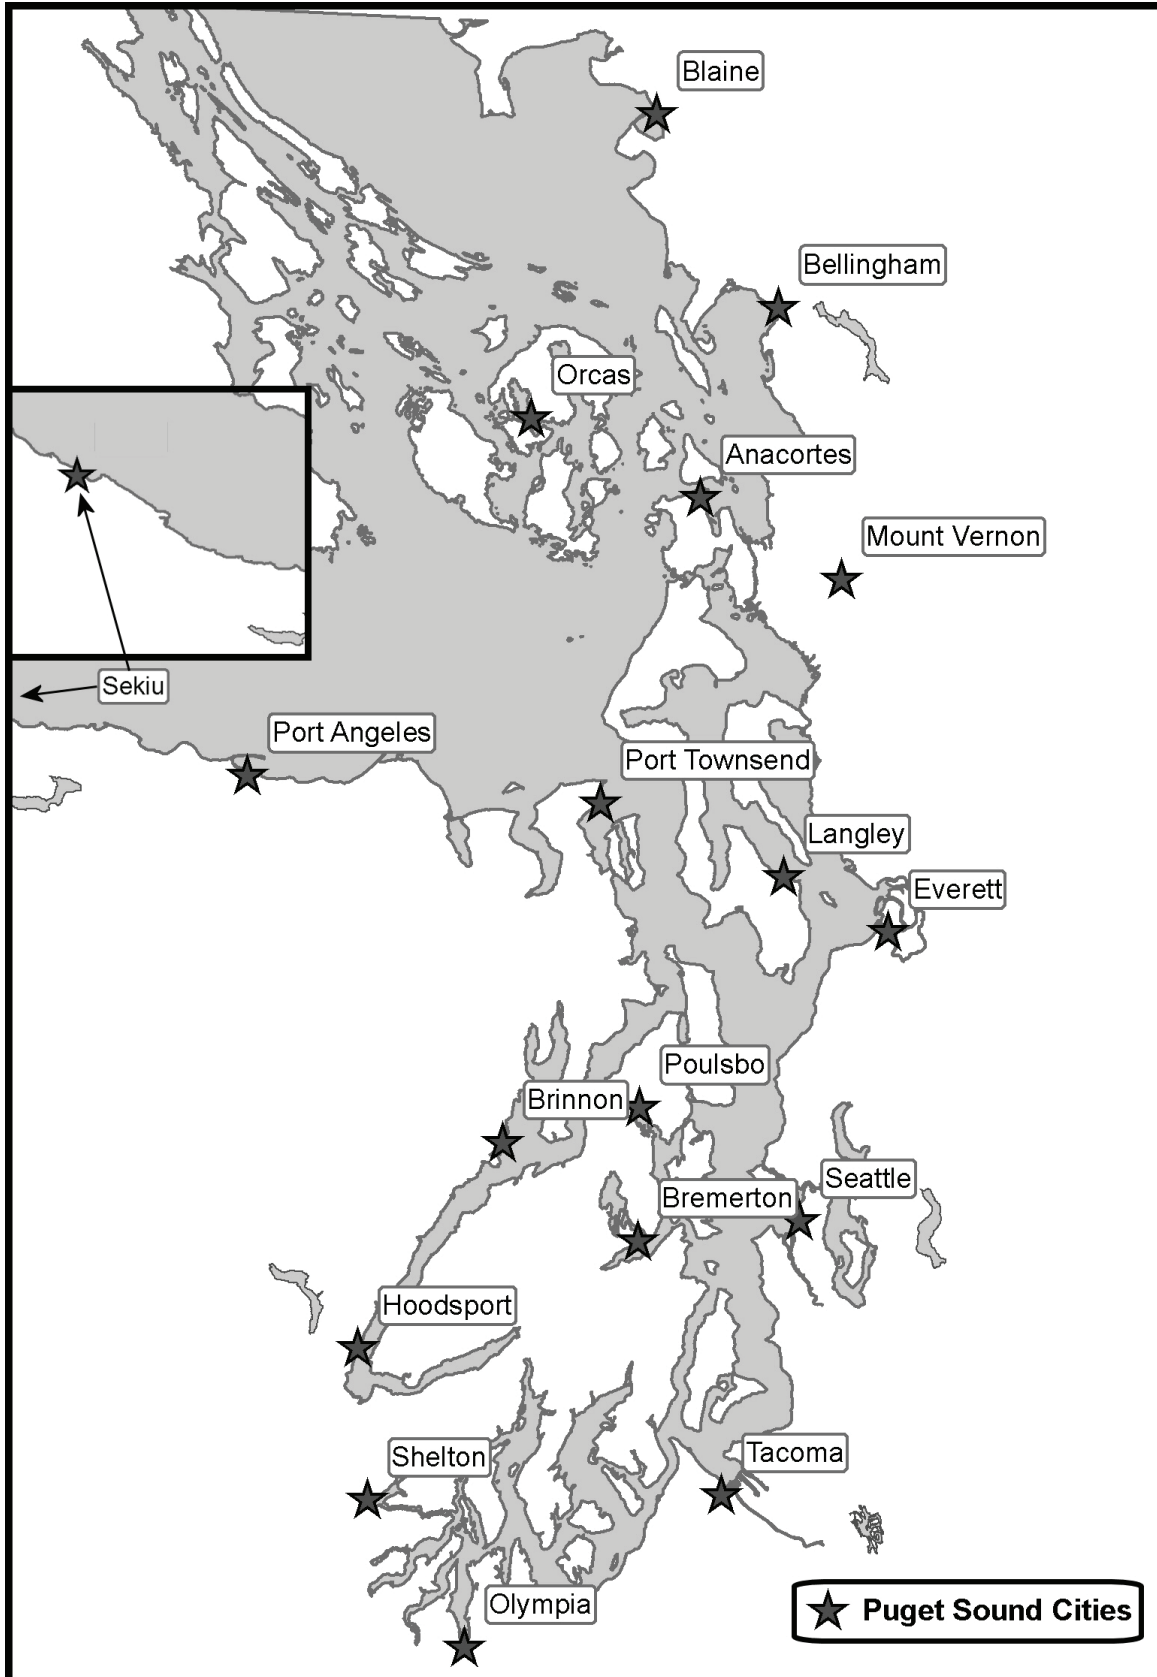 Blaine
Bellingham
Orcas
Anacortes
Mount Vernon
Sekiu
Port Angeles
Port Townsend
Langley
Everett
Poulsbo
Brinnon
Seattle
Bremerton
Hoodsport
Tacoma
Shelton
Olympia
Puget Sound Cities